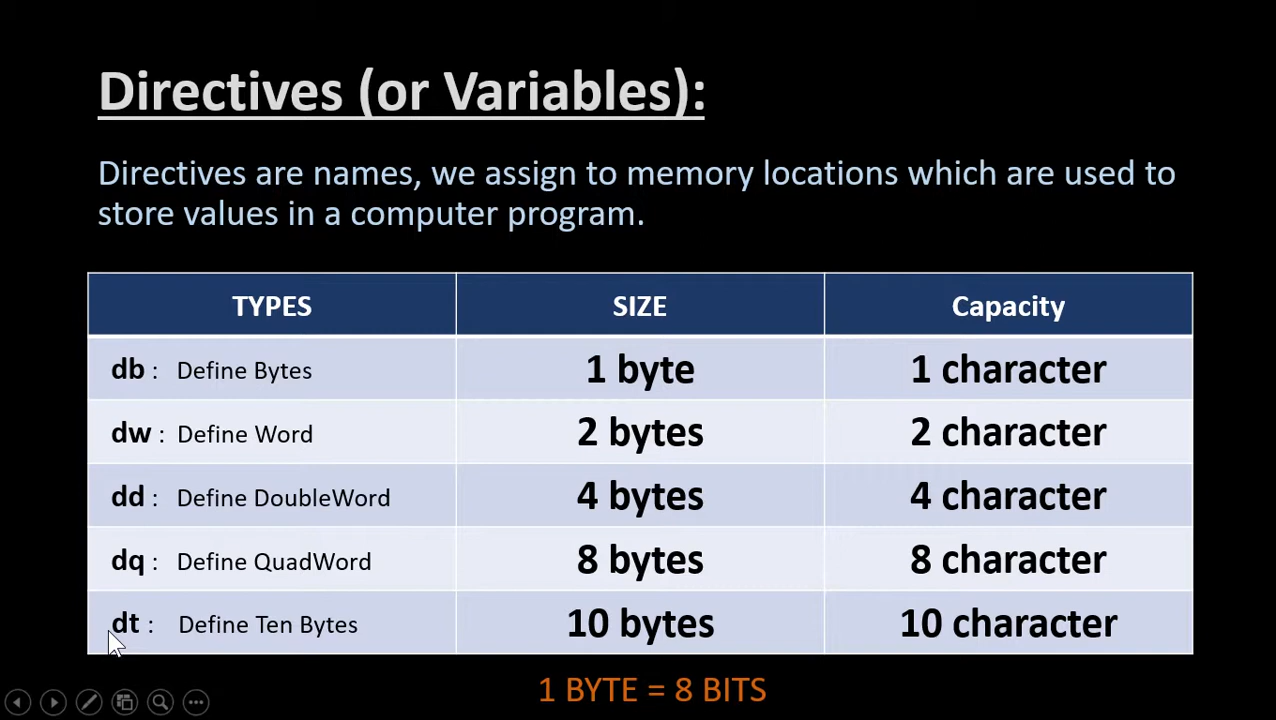 Directives (or Variables):
Directives are names, we assign to memory locations which are used to
store values in a computer program.
TYPES SIZE Capacity
db : Define Bytes 1 byte 1 character
dw : Define Word 2 bytes 2 character
dd : Define DoubleWord 4 bytes 4 character
dq : Define QuadWord 8 bytes 8 character
dt : Define Ten Bytes 10 bytes 10 character
1 BYTE = 8 BITS